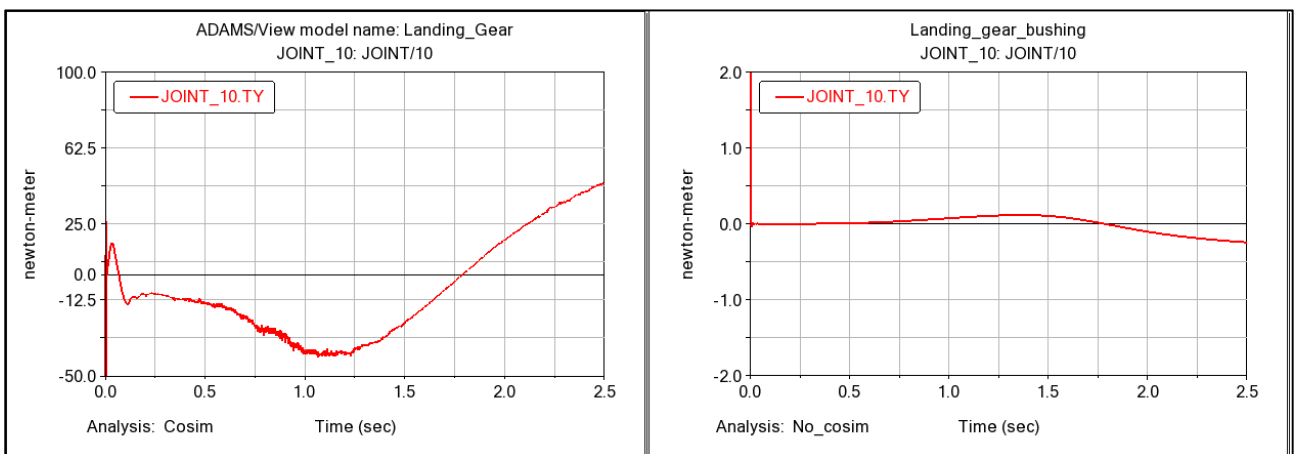 ADAMS/View model name: Landing_Gear
JOINT_10: JOINT/10
JOINT_10.TY
100.0
62.5
25.0
0.0
-12.5
-50.0
newton-meter
0.0 0.5 1.0 1.5 2.0 2.5
Analysis: Cosim Time (sec)
Landing_gear_bushing
JOINT_10: JOINT/10
JOINT_10.TY
2.0
1.0
0.0
-1.0
-2.0
newton-meter
0.0 0.5 1.0 1.5 2.0 2.5
Analysis: No_cosim Time (sec)